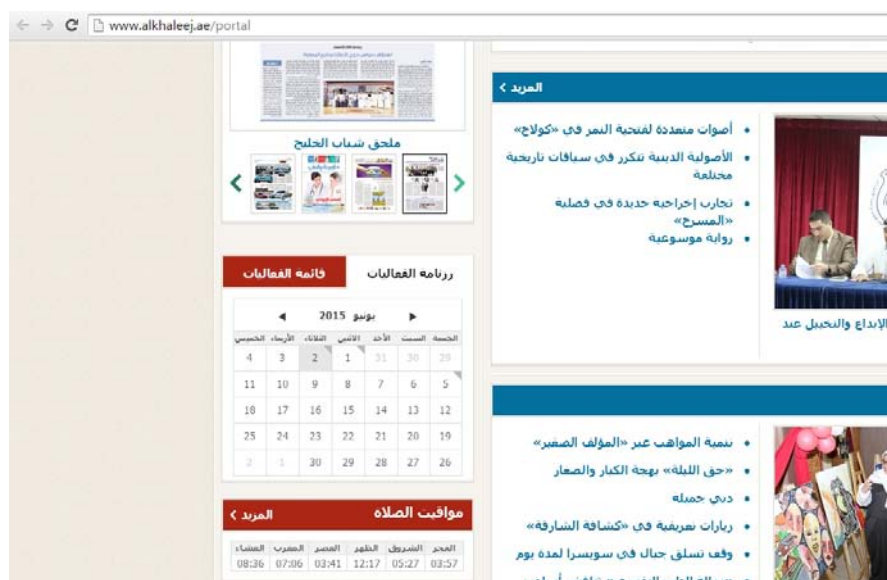 www.alkhaleej.ae/portal
المزيد
أصوات متعددة لفتحية النمر في «كولاج»
الأصولية الدينية تتكرر في سياقات تاريخية
مختلفة
تجارب إخراجية جديدة في فصلية
«المسرح»
رواية موسوعية
الإبداع والتخييل عند
تنمية المواهب عبر «المؤلف الصغير»
«حق الليلة» بهجة الكبار والصغار
دبي جميلة
زيارات تعريفية في «كشافة الشارقة»
وقف تسلق جبال في سويسرا لمدة يوم
ملحق شباب الخليج
رزنامة الفعاليات
قائمة الفعاليات
يونيو 2015
الجمعة السبت الأحد الاثنين الثلاثاء الأربعاء الخميس
29 30 31 1 2 3 4
5 6 7 8 9 10 11
12 13 14 15 16 17 18
19 20 21 22 23 24 25
26 27 28 29 30 1 2
مواقيت الصلاة
المزيد
الفجر الشروق الظهر العصر المغرب العشاء
03:57 05:27 12:17 03:41 07:06 08:36